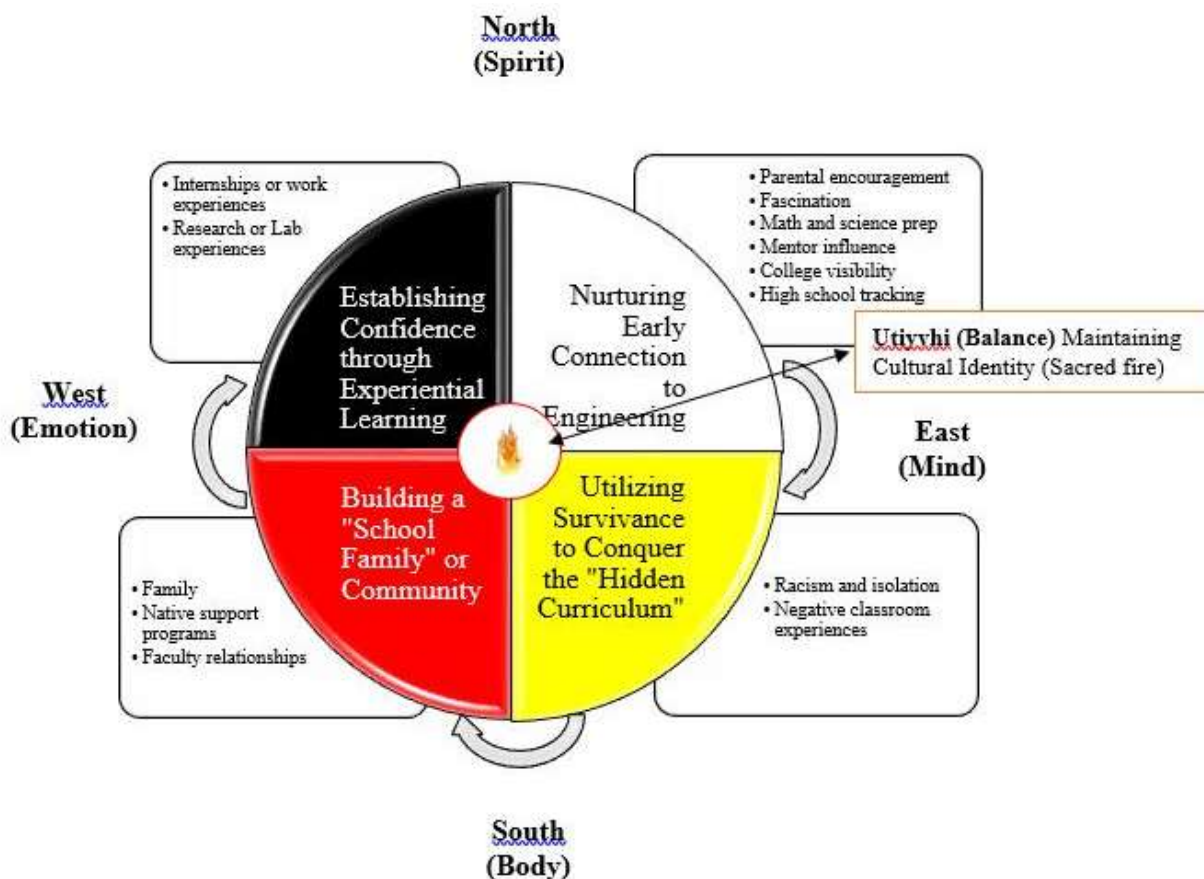 North
(Spirit)
• Internships or work
experiences
• Research or Lab
experiences
• Parental encouragement
• Fascination
• Math and science prep
• Mentor influence
• College visibility
• High school tracking
Establishing
Confidence
through
Experiential
Learning
Nurturing
Early
Connection
to
Engineering
Utiyvhi (Balance) Maintaining
Cultural Identity (Sacred fire)
West
(Emotion)
East
(Mind)
Building a
"School
Family" or
Community
Utilizing
Survivance
to Conquer
the "Hidden
Curriculum"
• Family
• Native support
programs
• Faculty relationships
• Racism and isolation
• Negative classroom
experiences
South
(Body)